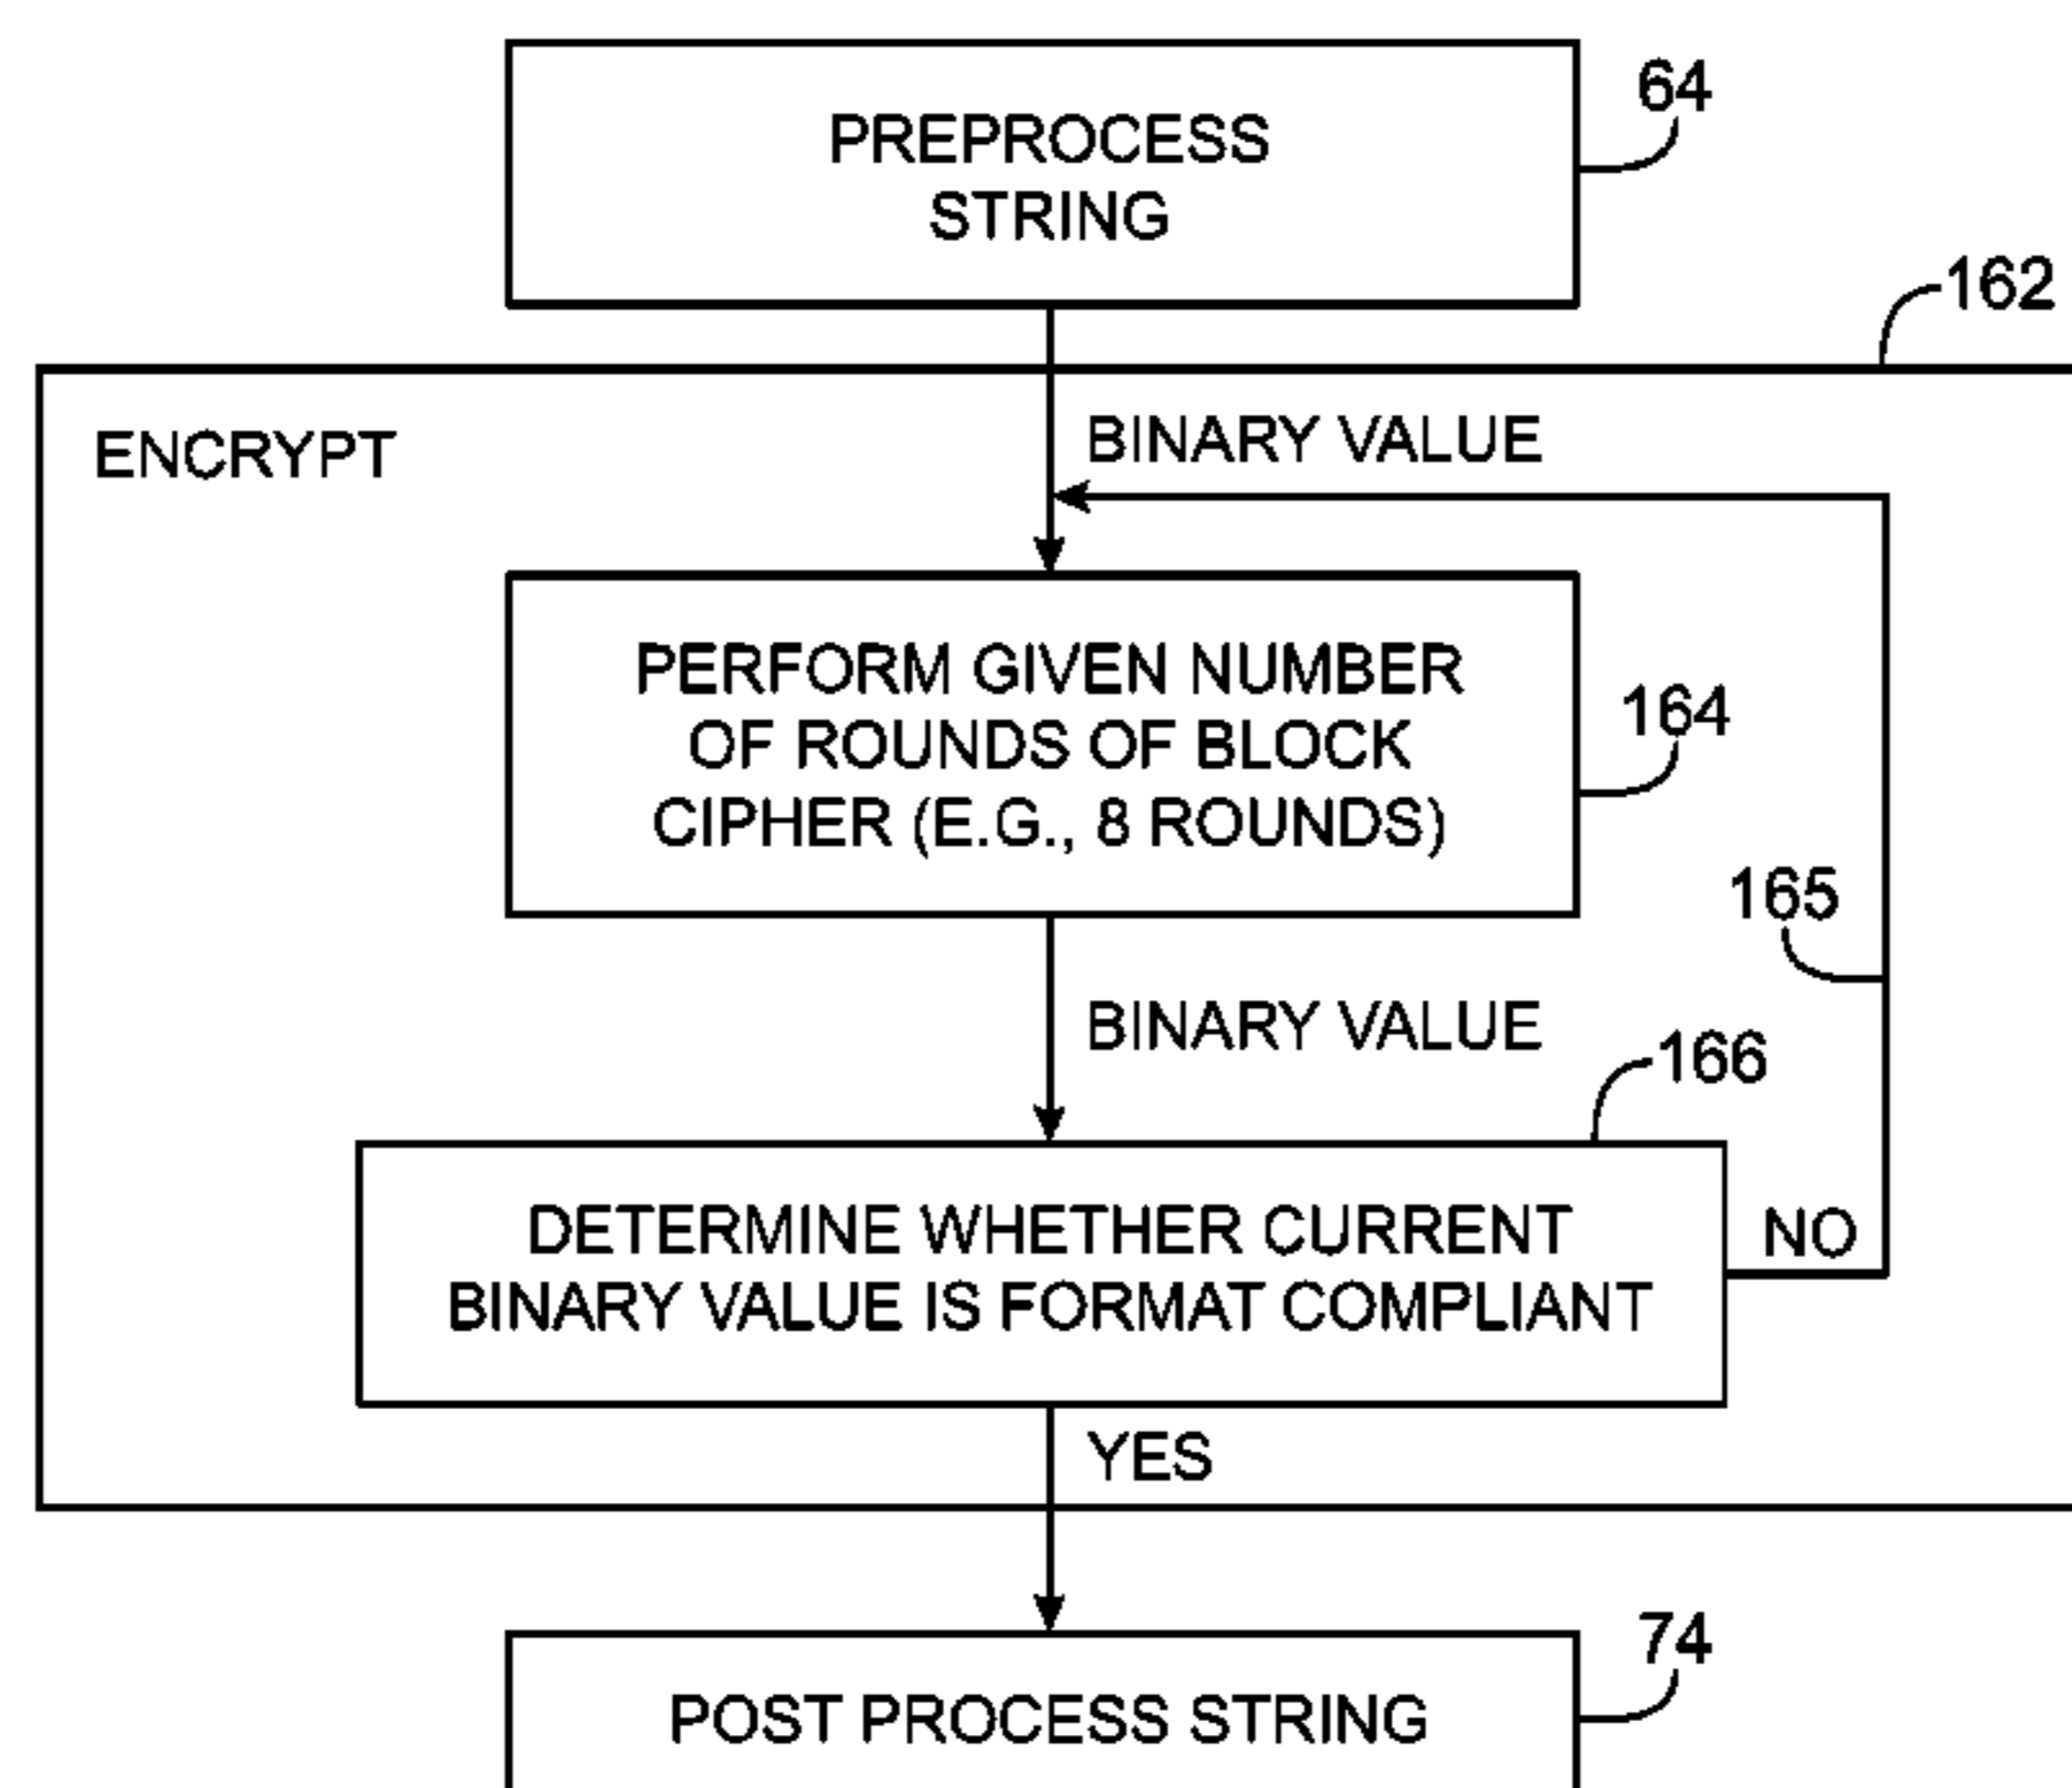 PREPROCESS
STRING
64
162
ENCRYPT
BINARY VALUE
PERFORM GIVEN NUMBER
OF ROUNDS OF BLOCK
CIPHER (E.G., 8 ROUNDS)
164
165
BINARY VALUE
166
DETERMINE WHETHER CURRENT
BINARY VALUE IS FORMAT COMPLIANT
NO
YES
74
POST PROCESS STRING